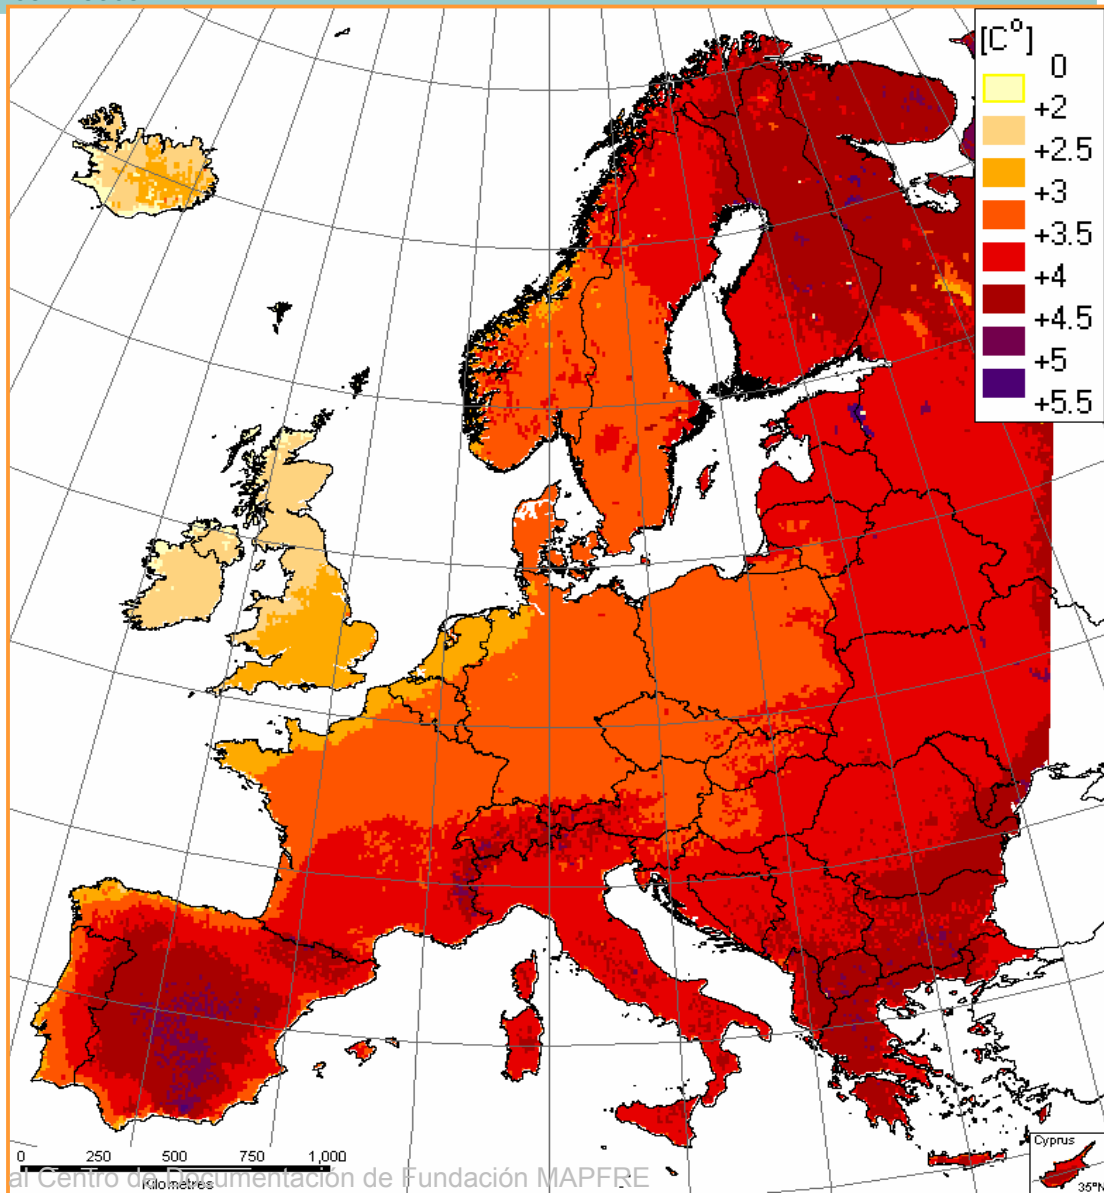 [C°]
0
+2
+2.5
+3
+3.5
+4
+4.5
+5
+5.5
Cyprus
35°N
0 250 500 750 1,000
Kilometres
al Centro de Documentación de Fundación MAPFRE